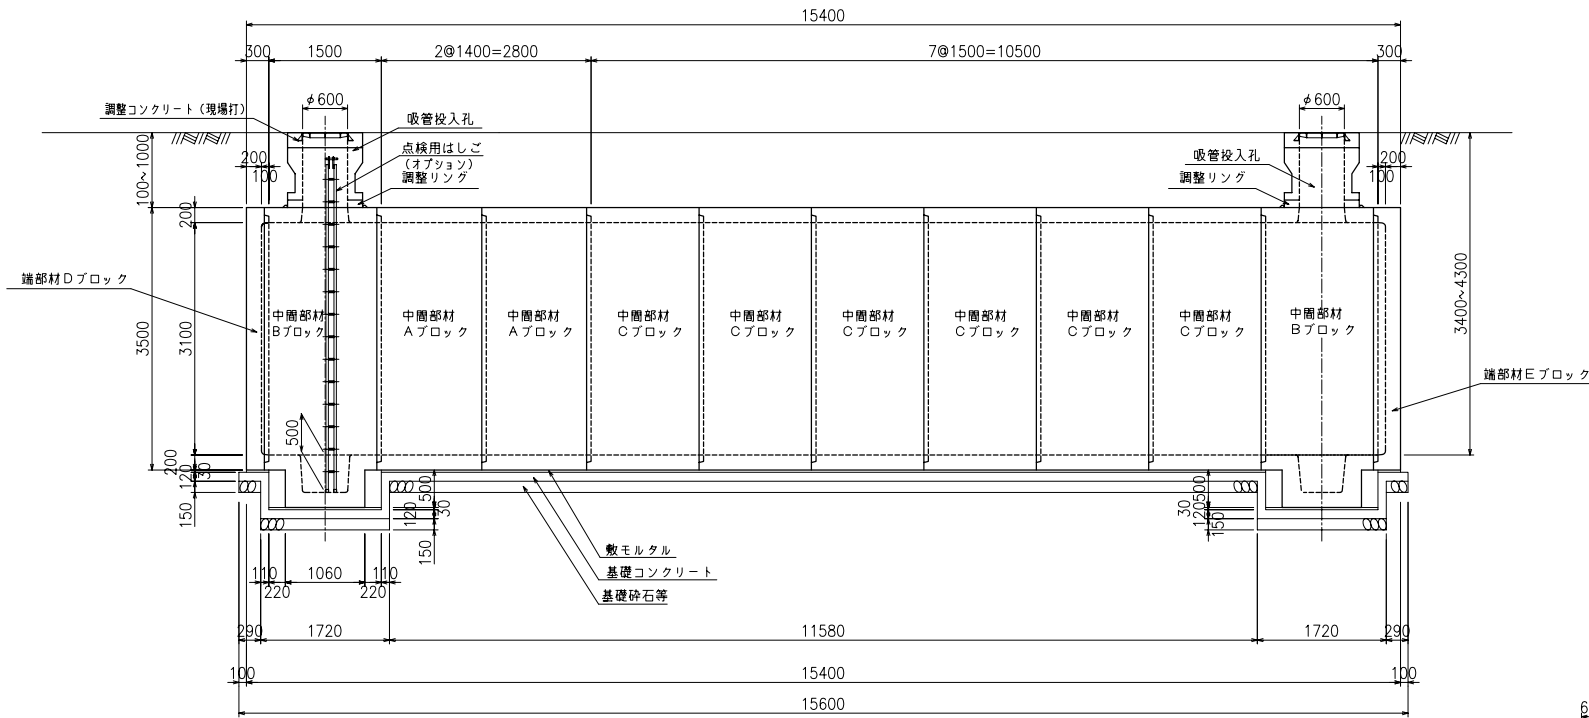 15400
300
1500
2@1400=2800
7@1500=10500
300
φ600
φ600
調整コンクリート(現場打)
吸管投入孔
点検用はしご
(オプション)
調整リング
吸管投入孔
調整リング
200
100
200
100
100~1000
200
3500
3100
3400~4300
端部材Dブロック
中間部材
Bブロック
中間部材
Aブロック
中間部材
Aブロック
中間部材
Cブロック
中間部材
Cブロック
中間部材
Cブロック
中間部材
Cブロック
中間部材
Cブロック
中間部材
Cブロック
中間部材
Bブロック
端部材Eブロック
500
200
120
30
150
500
120
30
150
500
30
120
150
敷モルタル
基礎コンクリート
基礎砕石等
110
1060
110
220
220
290
1720
11580
1720
290
100
15400
100
15600
6